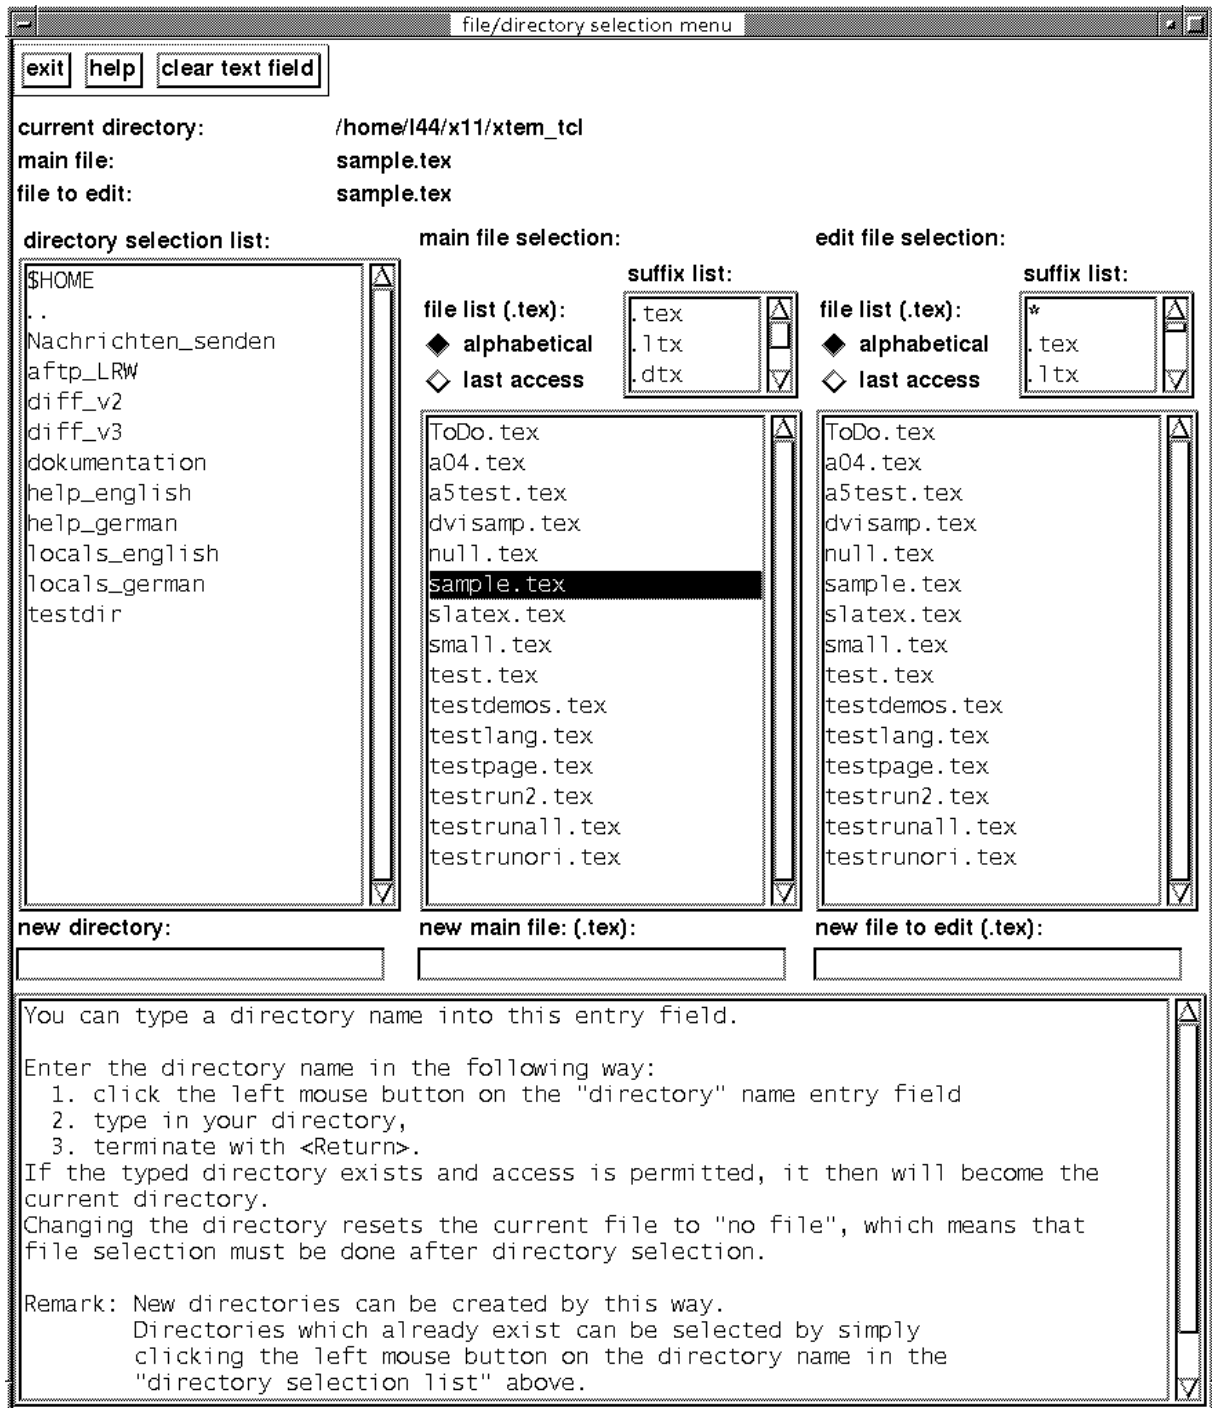 file/directory selection menu
exit help clear text field
current directory: /home/l44/x11/xtem_tcl
main file: sample.tex
file to edit: sample.tex
directory selection list:
$HOME
..
Nachrichten_senden
aftp_LRW
diff_v2
diff_v3
dokumentation
help_english
help_german
locals_english
locals_german
testdir
new directory:
main file selection:
suffix list:
.tex
.ltx
.dtx
file list (.tex):
alphabetical
last access
ToDo.tex
a04.tex
a5test.tex
dvisamp.tex
null.tex
sample.tex
slatex.tex
small.tex
test.tex
testdemos.tex
testlang.tex
testpage.tex
testrun2.tex
testrunall.tex
testrunori.tex
new main file: (.tex):
edit file selection:
suffix list:
*
.tex
.ltx
file list (.tex):
alphabetical
last access
ToDo.tex
a04.tex
a5test.tex
dvisamp.tex
null.tex
sample.tex
slatex.tex
small.tex
test.tex
testdemos.tex
testlang.tex
testpage.tex
testrun2.tex
testrunall.tex
testrunori.tex
new file to edit (.tex):
You can type a directory name into this entry field.
Enter the directory name in the following way:
1. click the left mouse button on the "directory" name entry field
2. type in your directory,
3. terminate with <Return>.
If the typed directory exists and access is permitted, it then will become the
current directory.
Changing the directory resets the current file to "no file", which means that
file selection must be done after directory selection.
Remark: New directories can be created by this way.
Directories which already exist can be selected by simply
clicking the left mouse button on the directory name in the
"directory selection list" above.